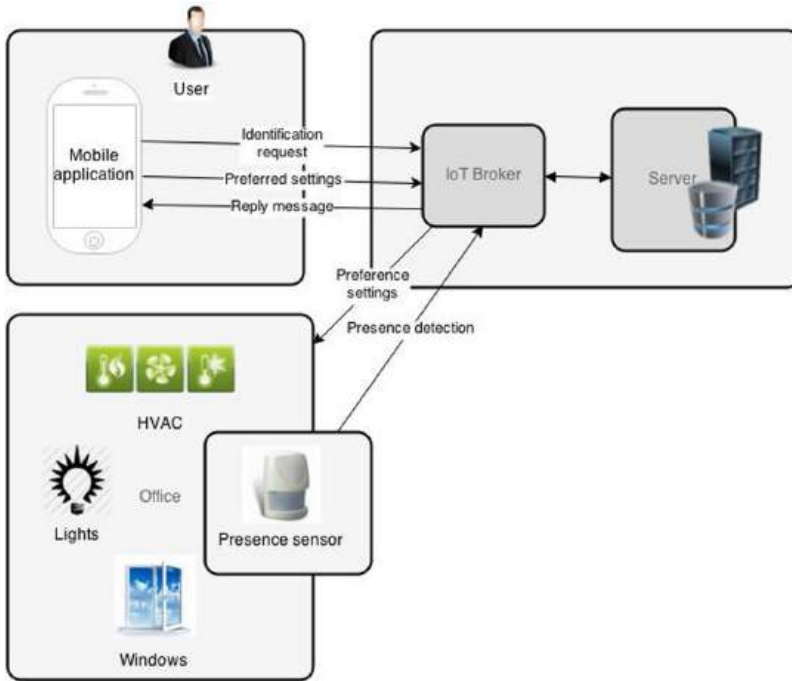 User
Mobile
application
Identification
request
Preferred settings
Reply message
IoT Broker
Server
Preference
settings
Presence detection
HVAC
Lights
Office
Presence sensor
Windows